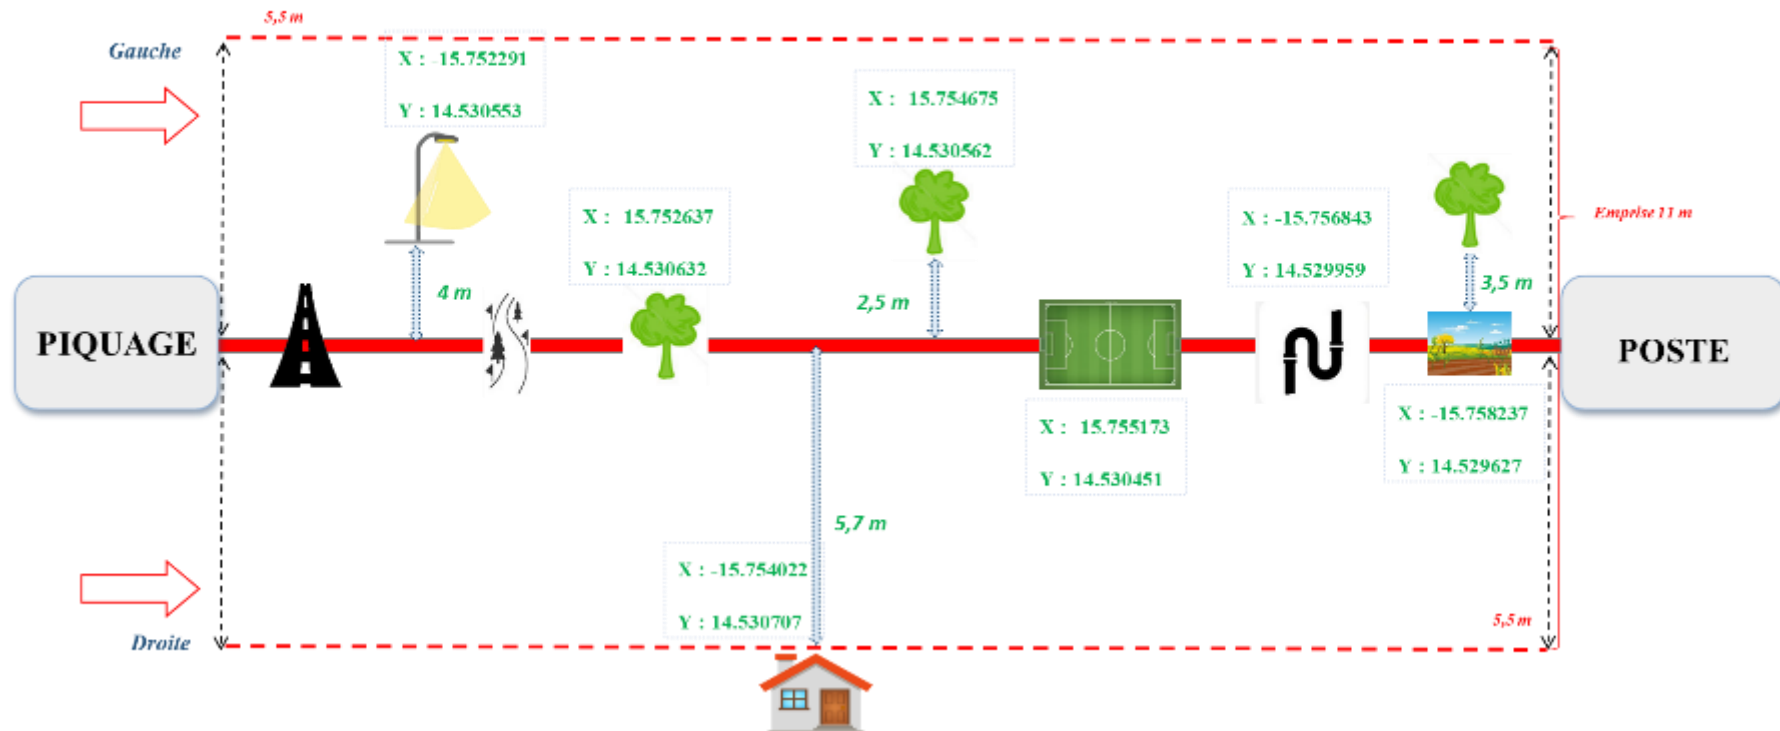 5,5 m
Gauche
X : -15.752291
Y : 14.530553
X : 15.754675
Y : 14.530562
X : 15.752637
Y : 14.530632
X : -15.756843
Y : 14.529959
Emprise 11 m
4 m
2,5 m
3,5 m
PIQUAGE
POSTE
X : 15.755173
Y : 14.530451
X : -15.758237
Y : 14.529627
5,7 m
X : -15.754022
Y : 14.530707
5,5 m
Droite